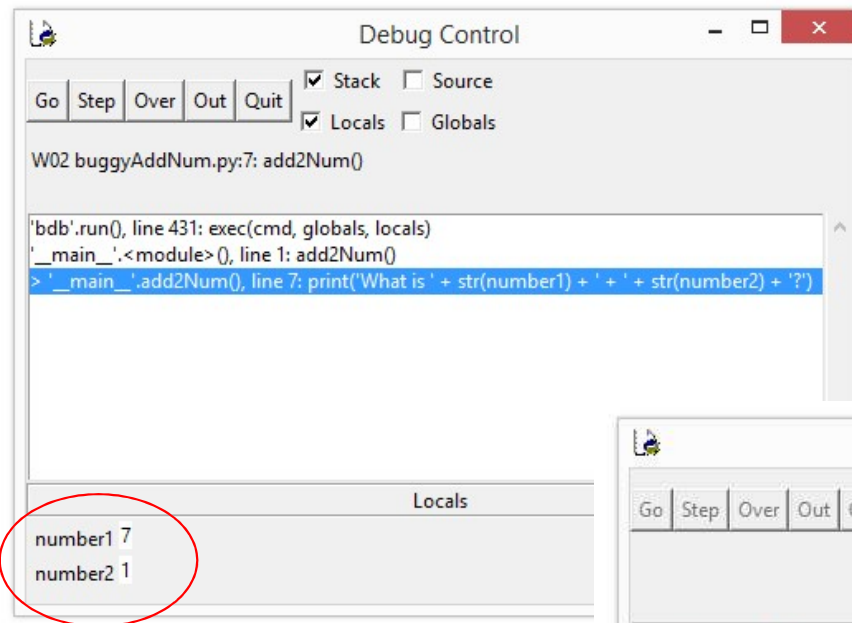 Debug Control
Go Step Over Out Quit
Stack Source
Locals Globals
W02 buggyAddNum.py:7: add2Num()
'bdb'.run(), line 431: exec(cmd, globals, locals)
'__main__'.<module>(), line 1: add2Num()
> '__main__'.add2Num(), line 7: print('What is ' + str(number1) + ' + ' + str(number2) + '?')
Locals
number1 7
number2 1
Go Step Over Out